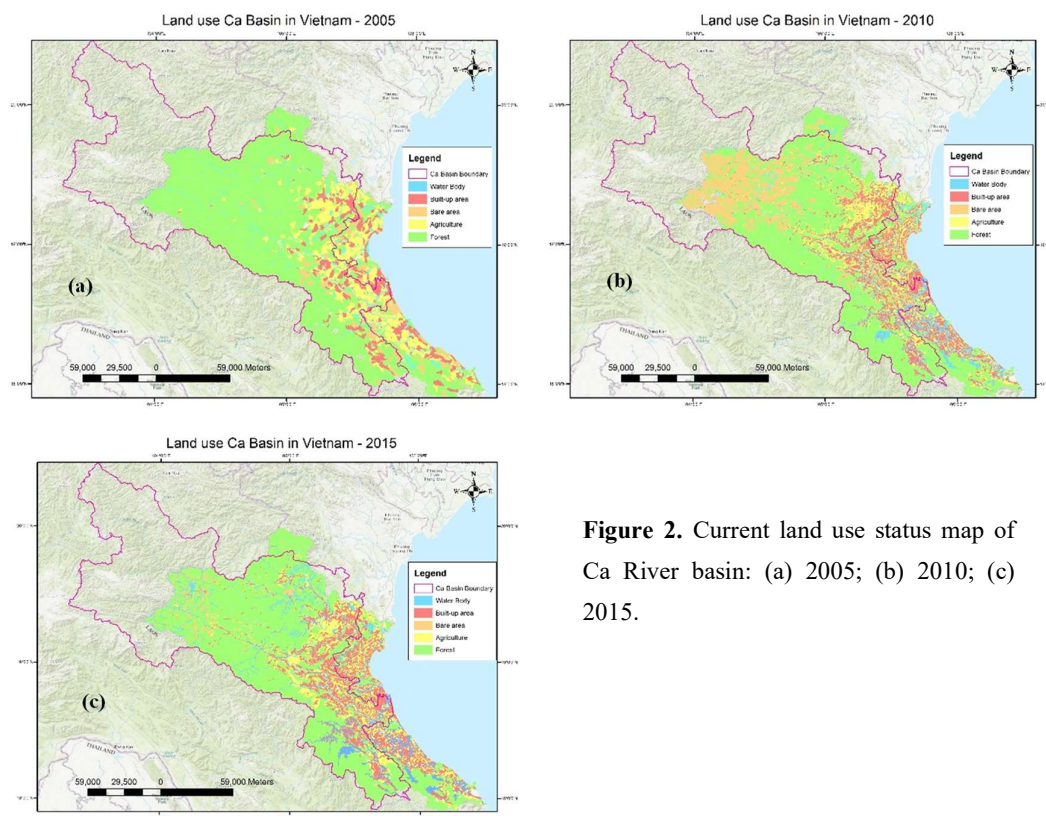 Land use Ca Basin in Vietnam - 2005
N
W
E
S
Legend
Ca Basin Boundary
Water Body
Built-up area
Bare area
Agriculture
Forest
LAOS
(a)
THAILAND
59,000 29,500 0 59,000 Meters
Land use Ca Basin in Vietnam - 2010
N
W
E
S
Legend
Ca Basin Boundary
Water Body
Built-up area
Bare area
Agriculture
Forest
LAOS
(b)
THAILAND
59,000 29,500 0 59,000 Meters
Land use Ca Basin in Vietnam - 2015
N
W
E
S
Legend
Ca Basin Boundary
Water Body
Built-up area
Bare area
Agriculture
Forest
LAOS
(c)
THAILAND
59,000 29,500 0 59,000 Meters
Figure 2. Current land use status map of
Ca River basin: (a) 2005; (b) 2010; (c)
2015.